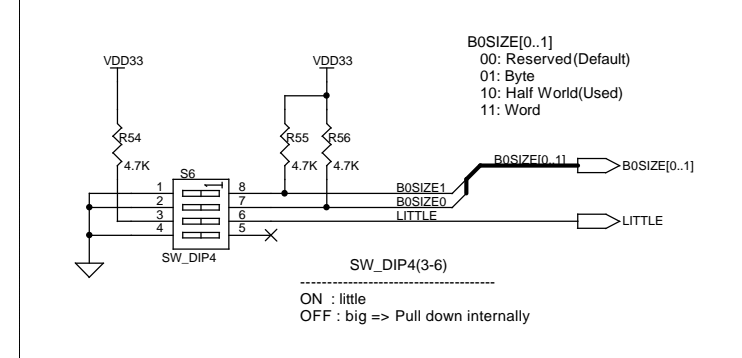 B0SIZE[0..1]
00: Reserved(Default)
01: Byte
10: Half World(Used)
11: Word
VDD33
VDD33
R54
4.7K
R55
4.7K
R56
4.7K
S6
1
2
3
4
8
7
6
5
SW_DIP4
B0SIZE1
B0SIZE0
LITTLE
B0SIZE[0..1]
B0SIZE[0..1]
LITTLE
SW_DIP4(3-6)
----------------------------------------
ON : little
OFF : big => Pull down internally